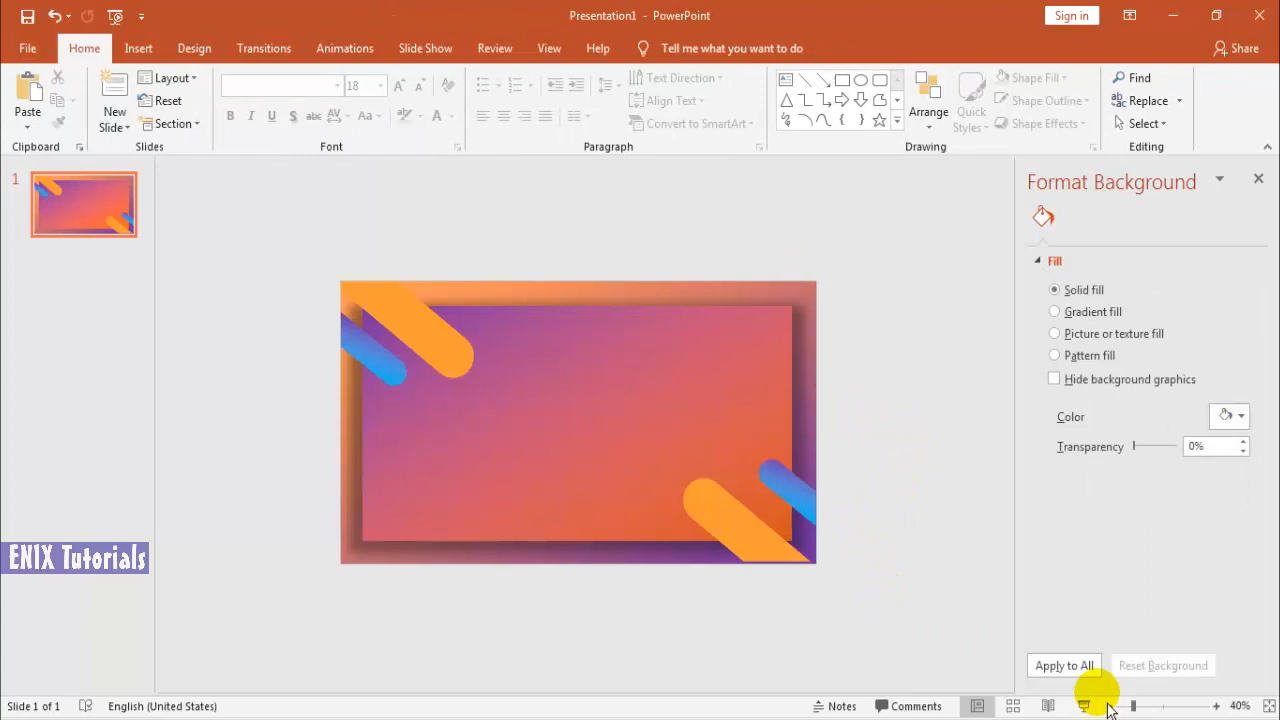 Presentation1 - PowerPoint
Sign in
File Home Insert Design Transitions Animations Slide Show Review View Help Tell me what you want to do Share
Paste
Clipboard
New Slide
Layout
Reset
Section
Slides
18
B I U S abc AV Aa A
Font
Text Direction
Align Text
Convert to SmartArt
Paragraph
Arrange
Quick Styles
Shape Fill
Shape Outline
Shape Effects
Drawing
Find
Replace
Select
Editing
1
EN1X Tutorials
Format Background
Fill
Solid fill
Gradient fill
Picture or texture fill
Pattern fill
Hide background graphics
Color
Transparency 0%
Apply to All Reset Background
Slide 1 of 1 English (United States) Notes Comments 40%